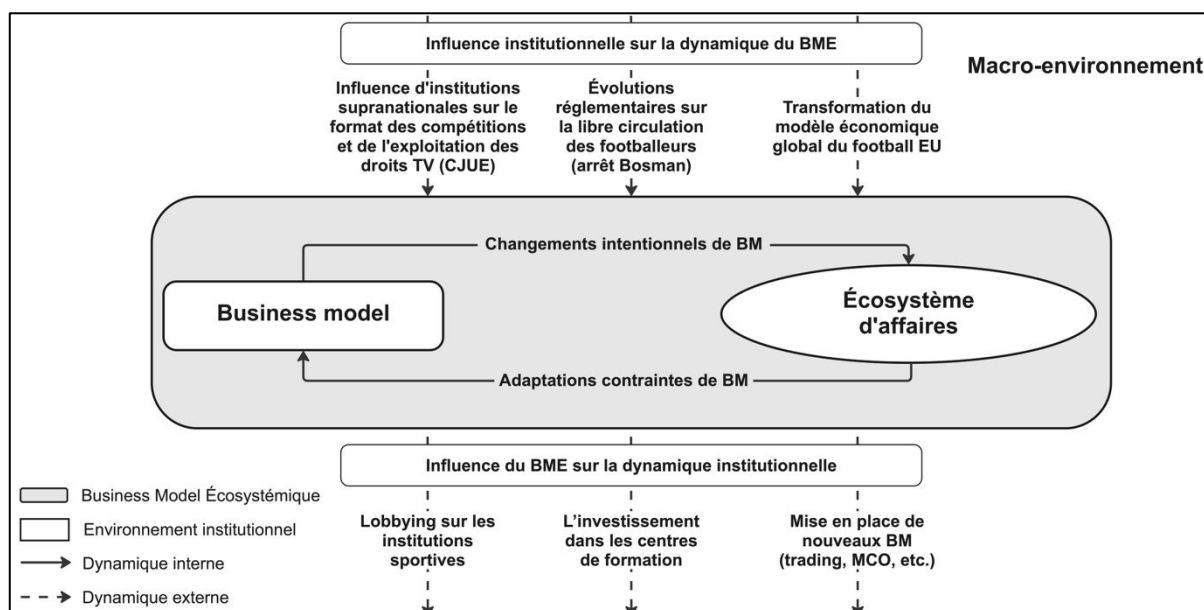 Influence institutionnelle sur la dynamique du BME
Macro-environnement
Influence d'institutions
supranationales sur le
format des compétitions
et de l'exploitation des
droits TV (CJUE)
Évolutions
réglementaires sur
la libre circulation
des footballeurs
(arrêt Bosman)
Transformation du
modèle économique
global du football EU
Changements intentionnels de BM
Business model
Écosystème
d'affaires
Adaptations contraintes de BM
Influence du BME sur la dynamique institutionnelle
Business Model Écosystémique
Environnement institutionnel
Dynamique interne
Dynamique externe
Lobbying sur les
institutions
sportives
L'investissement
dans les centres
de formation
Mise en place de
nouveaux BM
(trading, MCO, etc.)